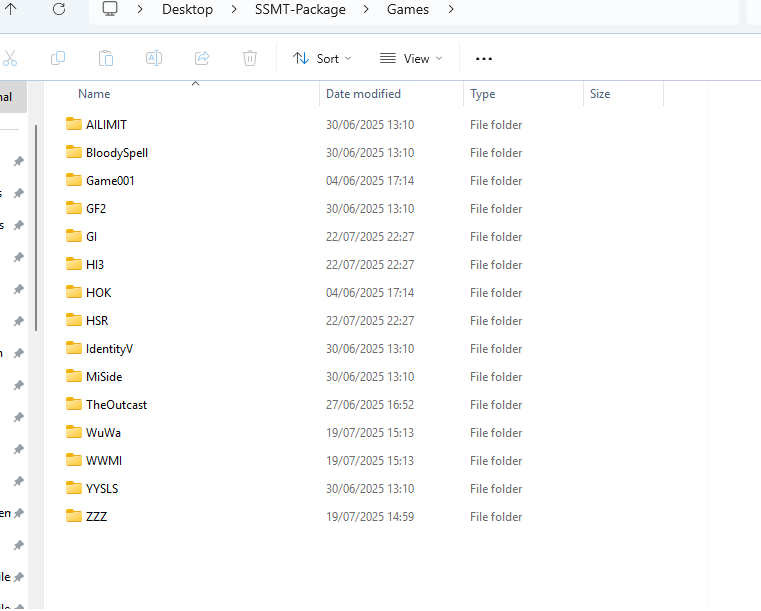 Desktop > SSMT-Package > Games >
Sort View
Name Date modified Type Size
AILIMIT 30/06/2025 13:10 File folder
BloodySpell 30/06/2025 13:10 File folder
Game001 04/06/2025 17:14 File folder
GF2 30/06/2025 13:10 File folder
GI 22/07/2025 22:27 File folder
HI3 22/07/2025 22:27 File folder
HOK 04/06/2025 17:14 File folder
HSR 22/07/2025 22:27 File folder
IdentityV 30/06/2025 13:10 File folder
MiSide 30/06/2025 13:10 File folder
TheOutcast 27/06/2025 16:52 File folder
WuWa 19/07/2025 15:13 File folder
WWMI 19/07/2025 15:13 File folder
YYSLS 30/06/2025 13:10 File folder
ZZZ 19/07/2025 14:59 File folder